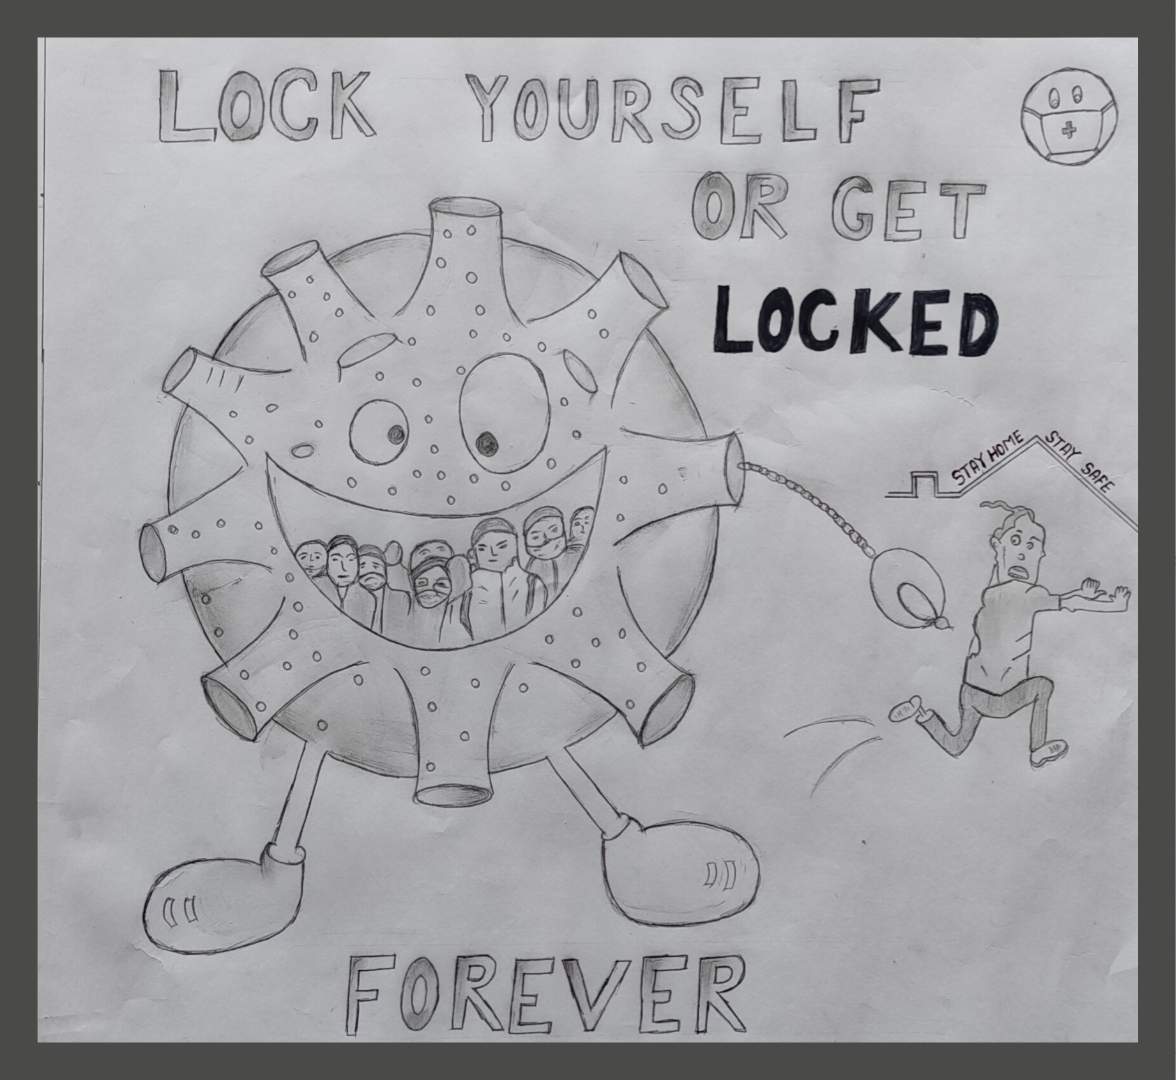 LOCK YOURSELF
OR GET
LOCKED
STAY HOME STAY SAFE
FOREVER